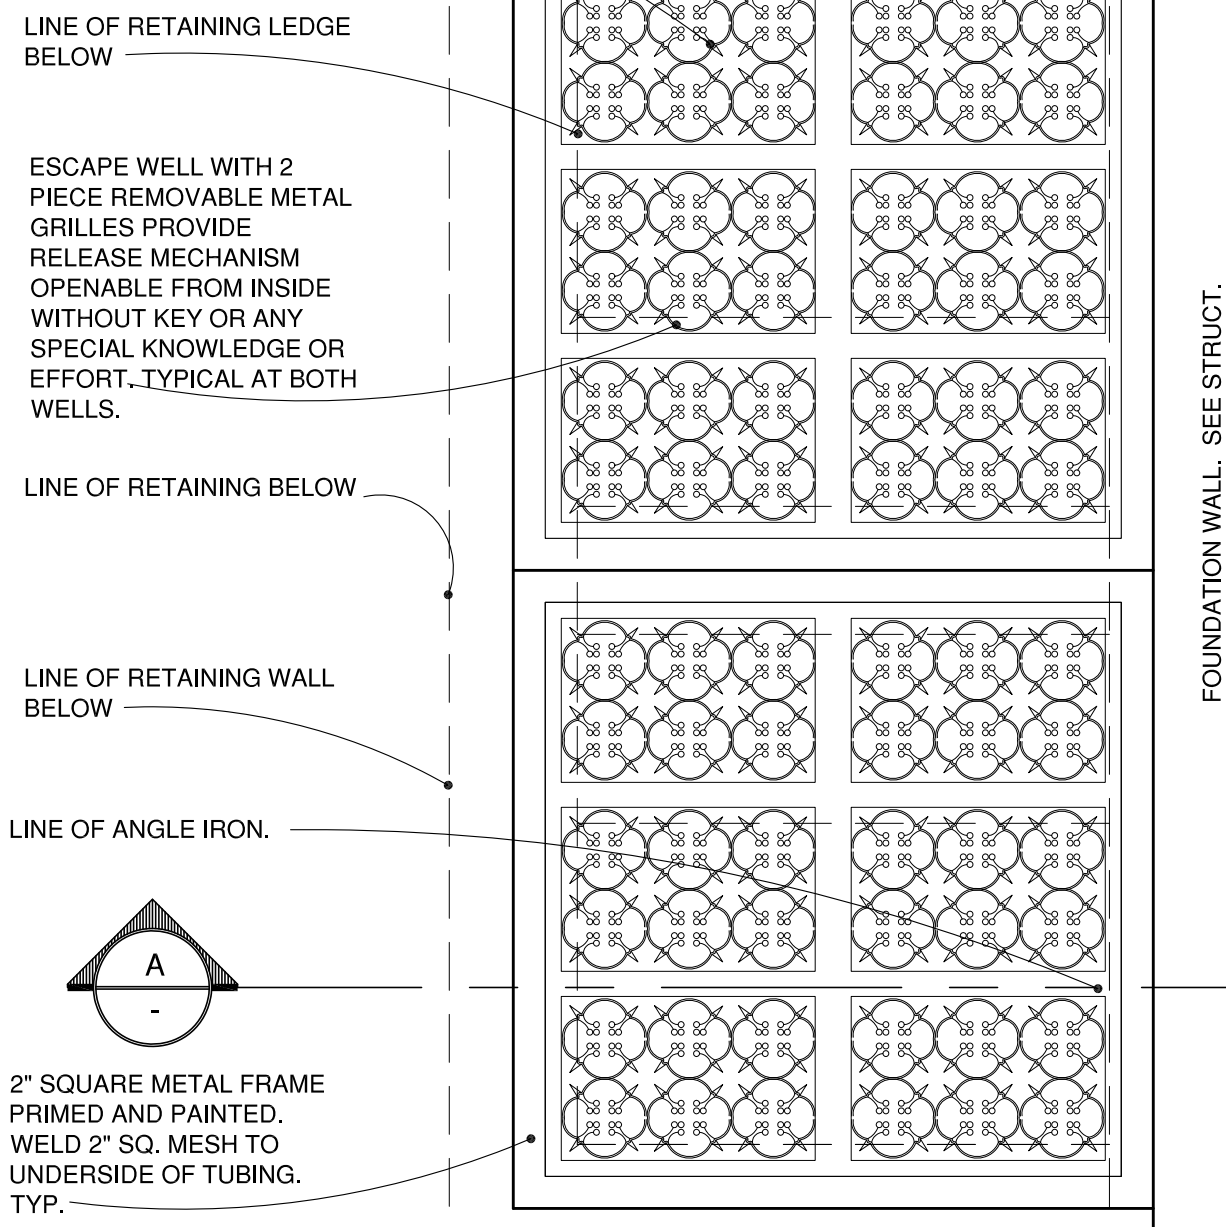 LINE OF RETAINING LEDGE
BELOW
ESCAPE WELL WITH 2
PIECE REMOVABLE METAL
GRILLES PROVIDE
RELEASE MECHANISM
OPENABLE FROM INSIDE
WITHOUT KEY OR ANY
SPECIAL KNOWLEDGE OR
EFFORT. TYPICAL AT BOTH
WELLS.
LINE OF RETAINING BELOW
LINE OF RETAINING WALL
BELOW
LINE OF ANGLE IRON.
A
-
2" SQUARE METAL FRAME
PRIMED AND PAINTED.
WELD 2" SQ. MESH TO
UNDERSIDE OF TUBING.
TYP.
FOUNDATION WALL. SEE STRUCT.